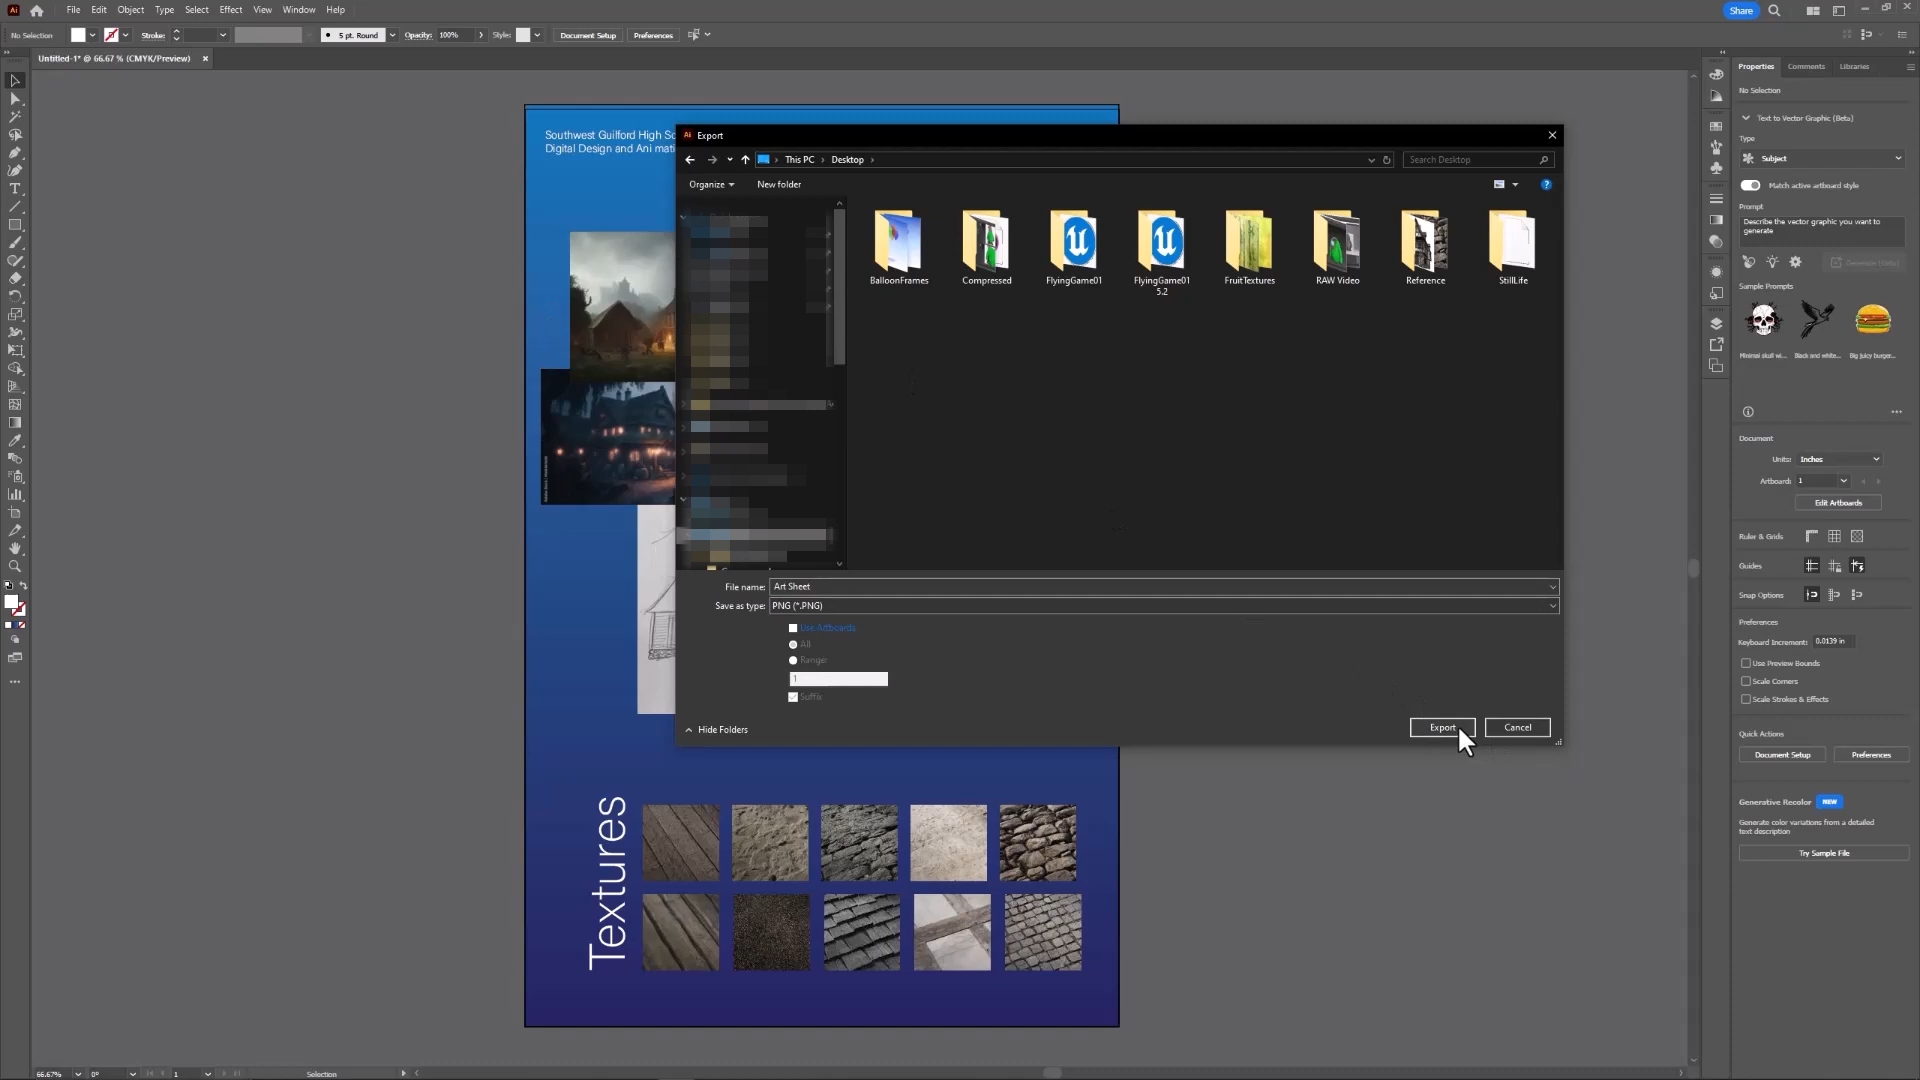 File Edit Object Type Select Effect View Window Help
Share
No Selection
Stroke:
5 pt. Round
Opacity: 100%
Style:
Document Setup
Preferences
Untitled-1* @ 66.67 % (CMYK/Preview)
Southwest Guilford High Sc
Digital Design and Ani mati
Export
This PC
Desktop
Search Desktop
Organize
New folder
BalloonFrames
Compressed
FlyingGame01
FlyingGame01
5.2
FruitTextures
RAW Video
Reference
StillLife
File name: Art Sheet
Save as type: PNG (*.PNG)
Use Artboards
All
Range:
1
Suffix
Hide Folders
Export
Cancel
Textures
Properties Comments Libraries
No Selection
Text to Vector Graphic (Beta)
Type
Subject
Match active artboard style
Prompt
Describe the vector graphic you want to
generate
Generate (Beta)
Sample Prompts
Minimal skull wi...
Black and white...
Big juicy burger...
Document
Units: Inches
Artboard: 1
Edit Artboards
Ruler & Grids
Guides
Snap Options
Preferences
Keyboard Increment: 0.0139 in
Use Preview Bounds
Scale Corners
Scale Strokes & Effects
Quick Actions
Document Setup
Preferences
Generative Recolor NEW
Generate color variations from a detailed
text description
Try Sample File
66.67%
0°
1
Selection